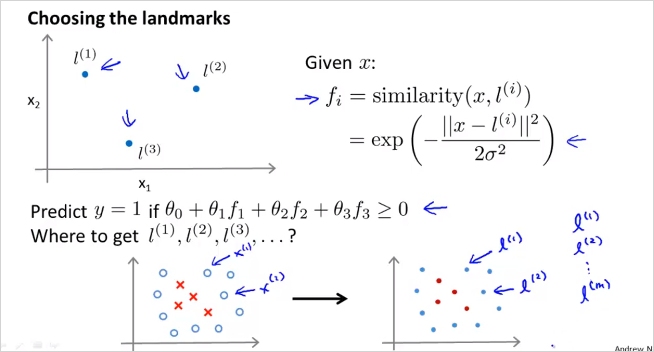 Choosing the landmarks
l^{(1)}
l^{(2)}
l^{(3)}
x₂
x₁
Given x:
f_i = similarity(x, l^{(i)})
= exp(-\frac{||x - l^{(i)}||^2}{2σ^2})
Predict y = 1 if θ₀ + θ₁f₁ + θ₂f₂ + θ₃f₃ ≥ 0
Where to get l^{(1)}, l^{(2)}, l^{(3)}, ...?
x^{(1)}
x^{(2)}
l^{(1)}
l^{(2)}
l^{(1)}
l^{(2)}
⋮
l^{(m)}
Andrew N